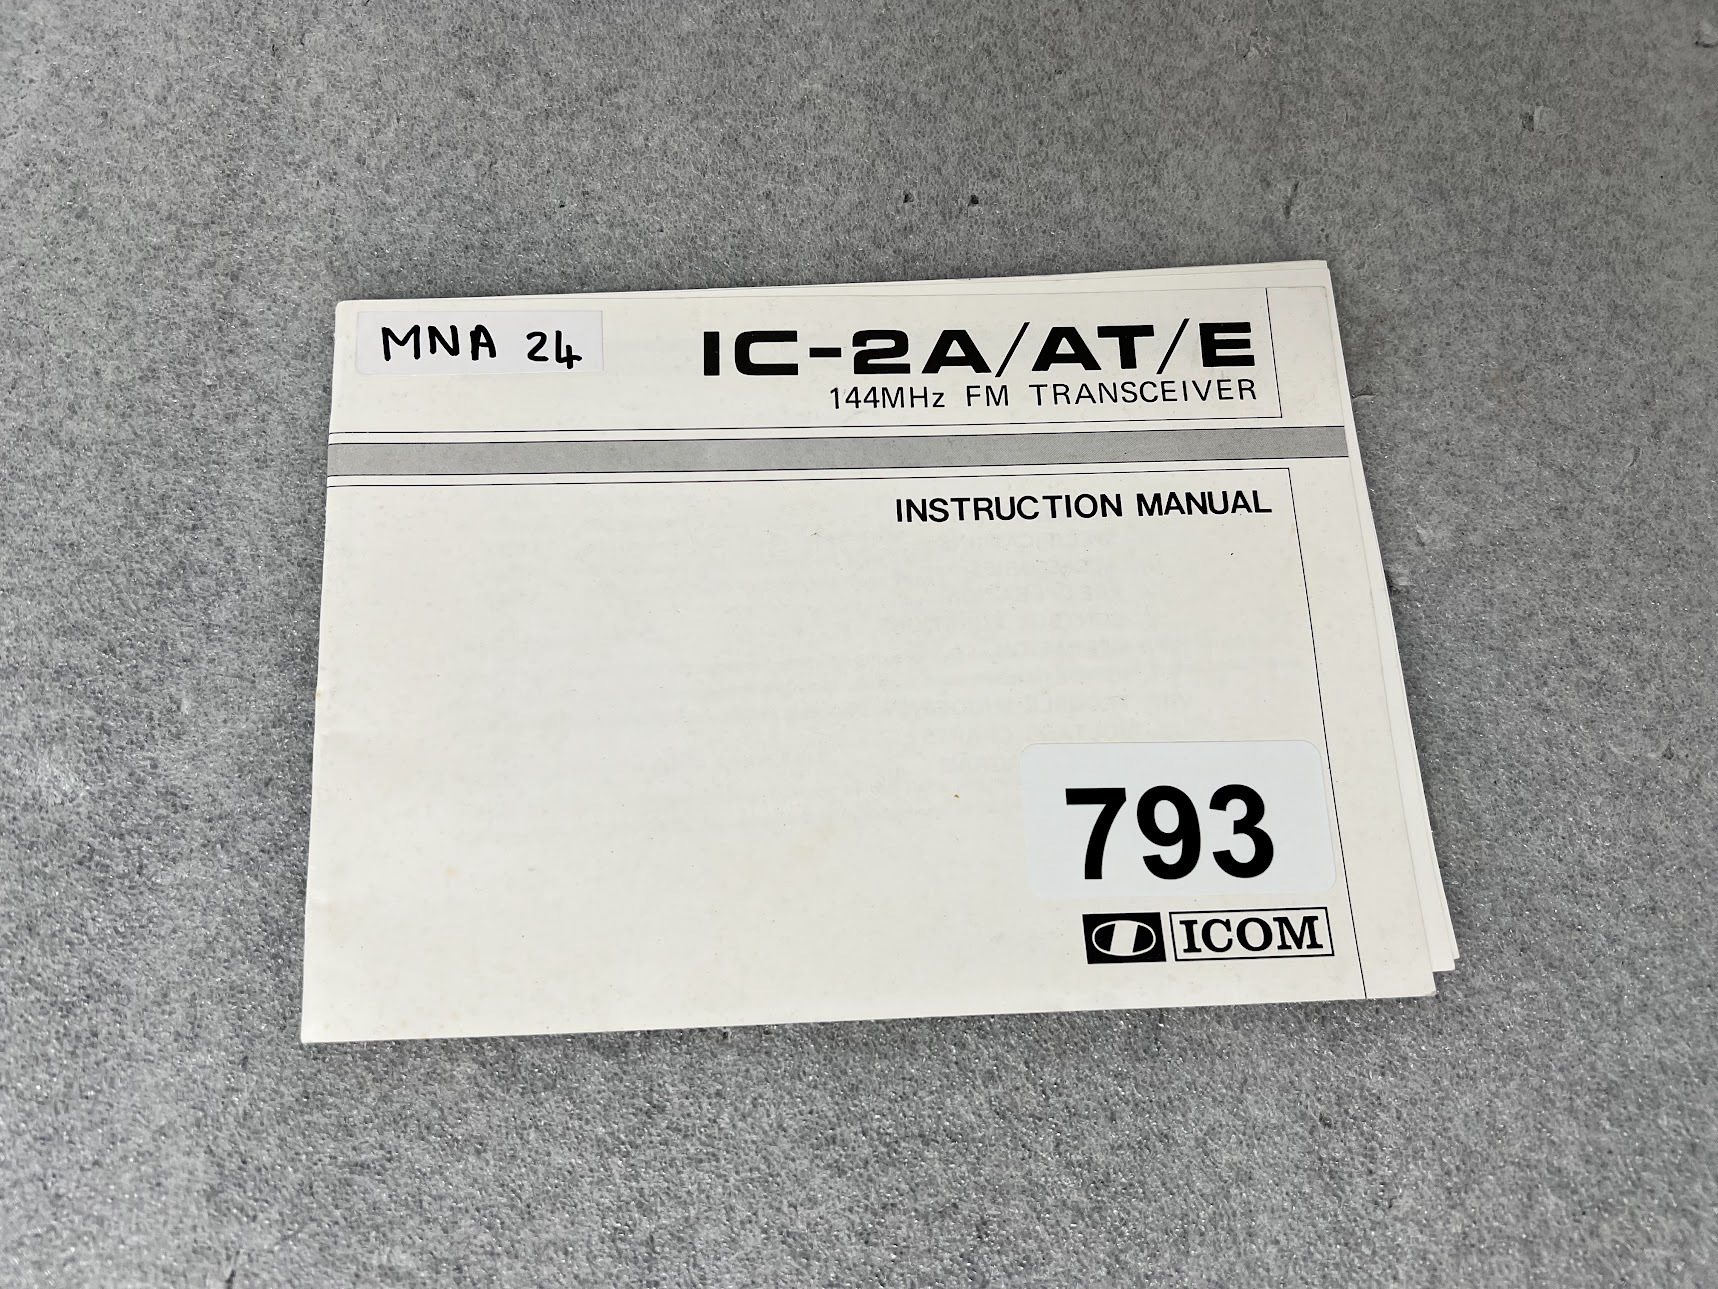 MNA 24
IC-2A/AT/E
144MHz FM TRANSCEIVER
INSTRUCTION MANUAL
793
ICOM